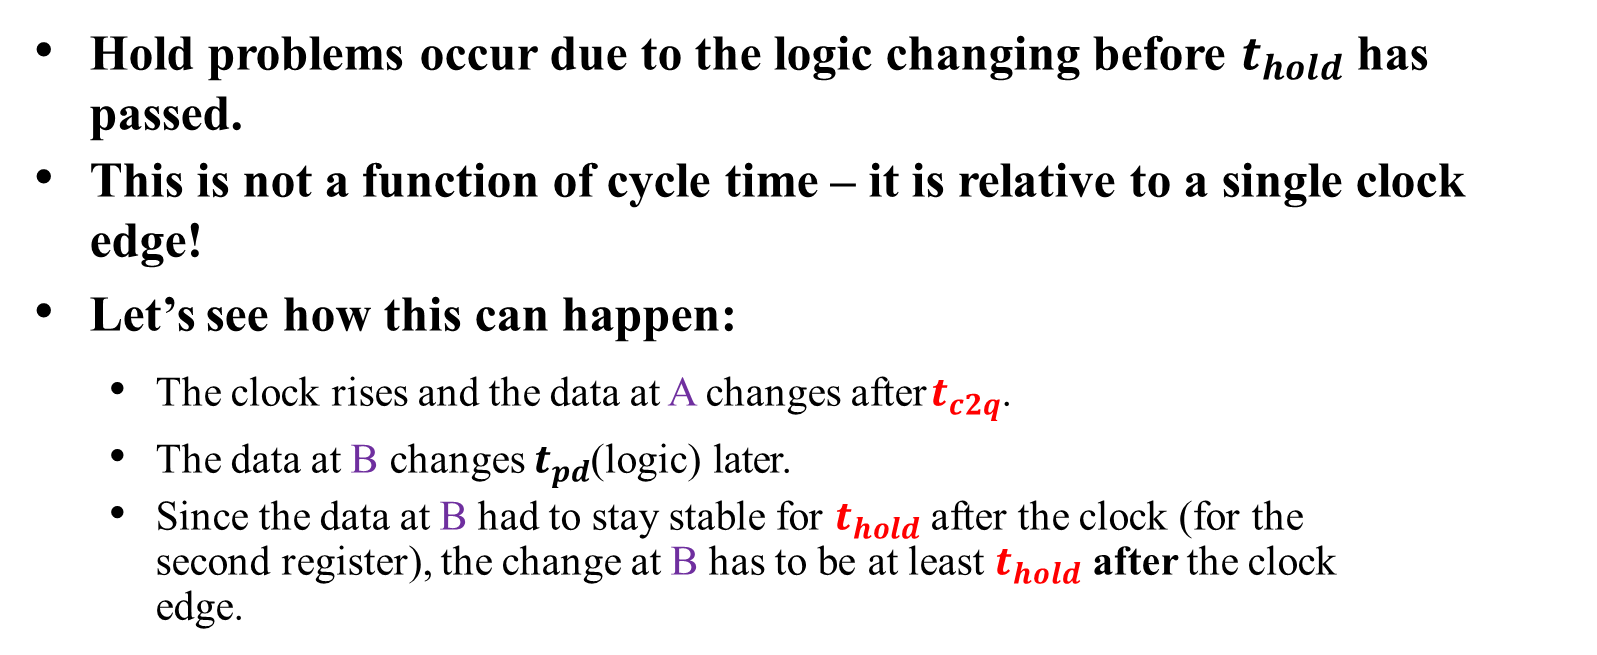 • Hold problems occur due to the logic changing before t_hold has
passed.
• This is not a function of cycle time – it is relative to a single clock
edge!
• Let’s see how this can happen:
• The clock rises and the data at A changes after t_c2q.
• The data at B changes t_pd(logic) later.
• Since the data at B had to stay stable for t_hold after the clock (for the
second register), the change at B has to be at least t_hold after the clock
edge.